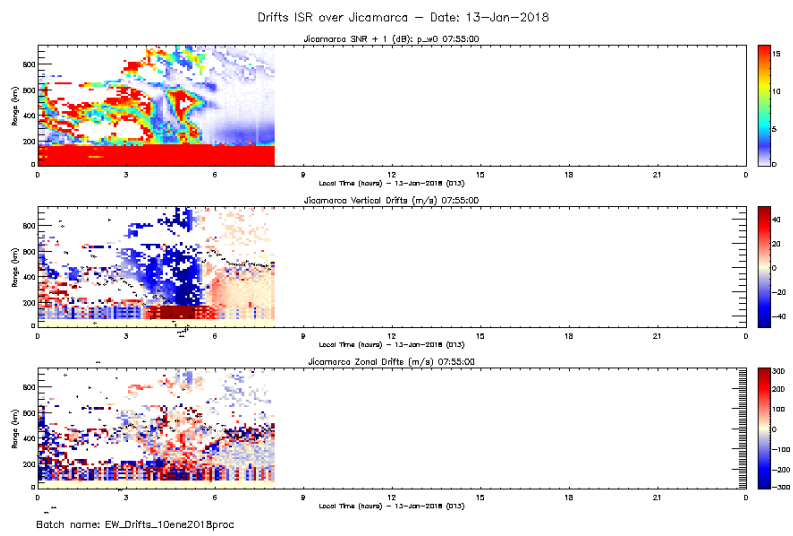 Drifts ISR over Jicamarca - Date: 13-Jan-2018
Jicamarca SNR + 1 (dB): p_w0 07:55:00
Range (km)
800
600
400
200
0
0 3 6 9 12 15 18 21 0
Local Time (hours) - 13-Jan-2018 (013)
15
10
5
0
Jicamarca Vertical Drifts (m/s) 07:55:00
Range (km)
800
600
400
200
0
0 3 6 9 12 15 18 21 0
Local Time (hours) - 13-Jan-2018 (013)
40
20
0
-20
-40
Jicamarca Zonal Drifts (m/s) 07:55:00
Range (km)
800
600
400
200
0
0 3 6 9 12 15 18 21 0
Local Time (hours) - 13-Jan-2018 (013)
300
200
100
0
-100
-200
-300
Batch name: EW_Drifts_10ene2018proc